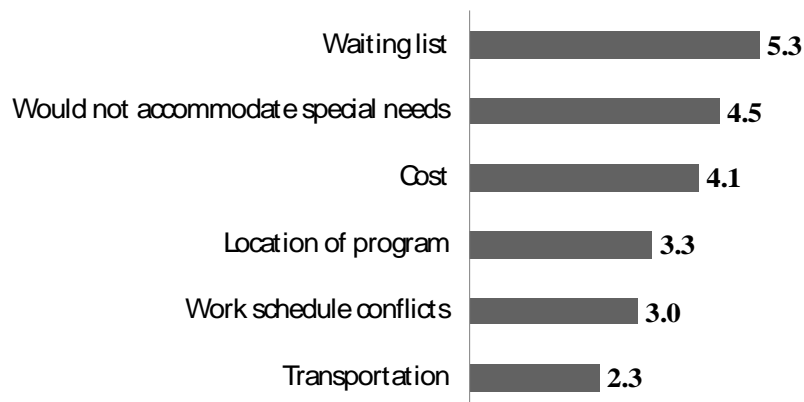 Waiting list 5.3
Would not accommodate special needs 4.5
Cost 4.1
Location of program 3.3
Work schedule conflicts 3.0
Transportation 2.3